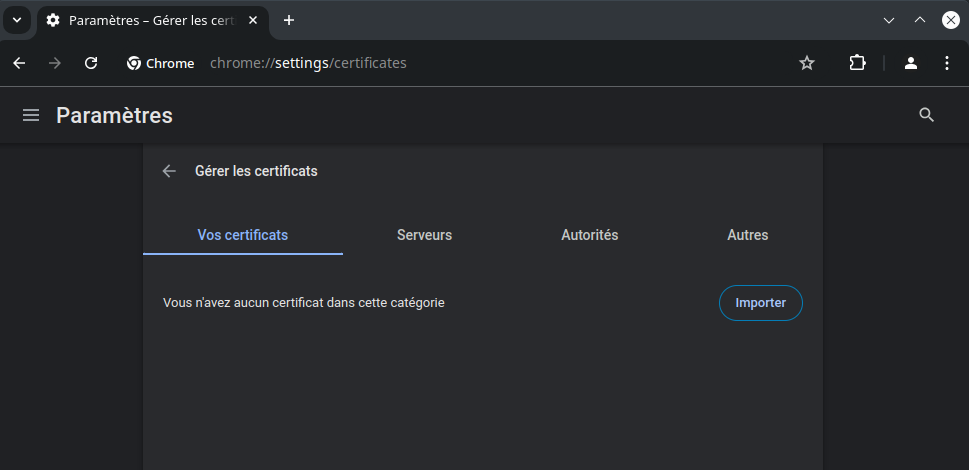 Paramètres – Gérer les cert
Chrome chrome://settings/certificates
Paramètres
Gérer les certificats
Vos certificats Serveurs Autorités Autres
Vous n'avez aucun certificat dans cette catégorie Importer